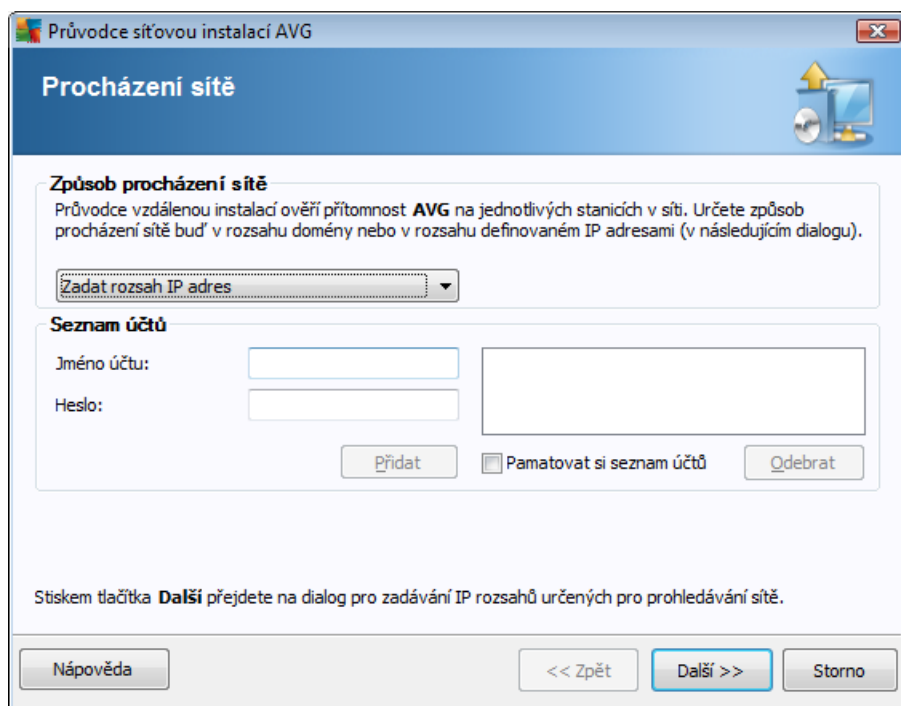 Průvodce síťovou instalací AVG
Procházení sítě
Způsob procházení sítě
Průvodce vzdálenou instalací ověří přítomnost AVG na jednotlivých stanicích v síti. Určete způsob
procházení sítě buď v rozsahu domény nebo v rozsahu definovaném IP adresami (v následujícím dialogu).
Zadat rozsah IP adres
Seznam účtů
Jméno účtu:
Heslo:
Přidat
Pamatovat si seznam účtů
Odebrat
Stiskem tlačítka Další přejdete na dialog pro zadávání IP rozsahů určených pro prohledávání sítě.
Nápověda
<< Zpět
Další >>
Storno